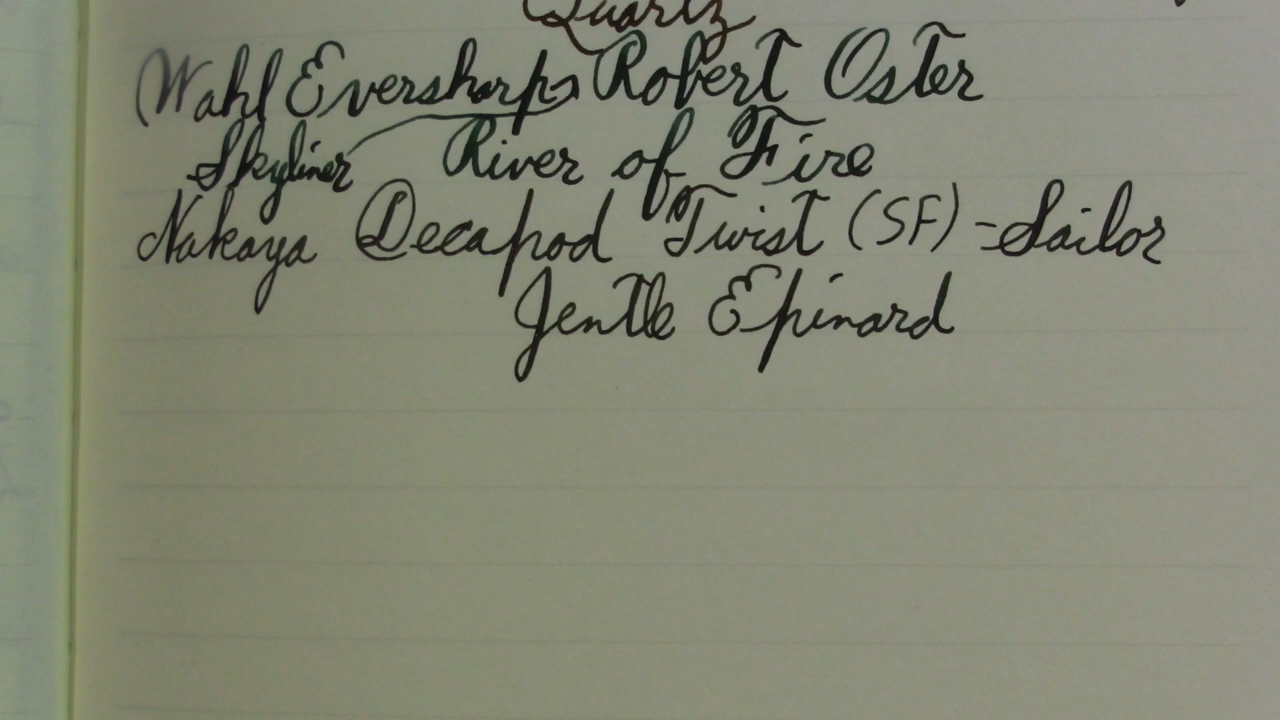 Quartz
Wahl Eversharp Robert Oster
Skyliner River of Fire
Nakaya Decapod Twist (SF) - Sailor
Jentle Epinard